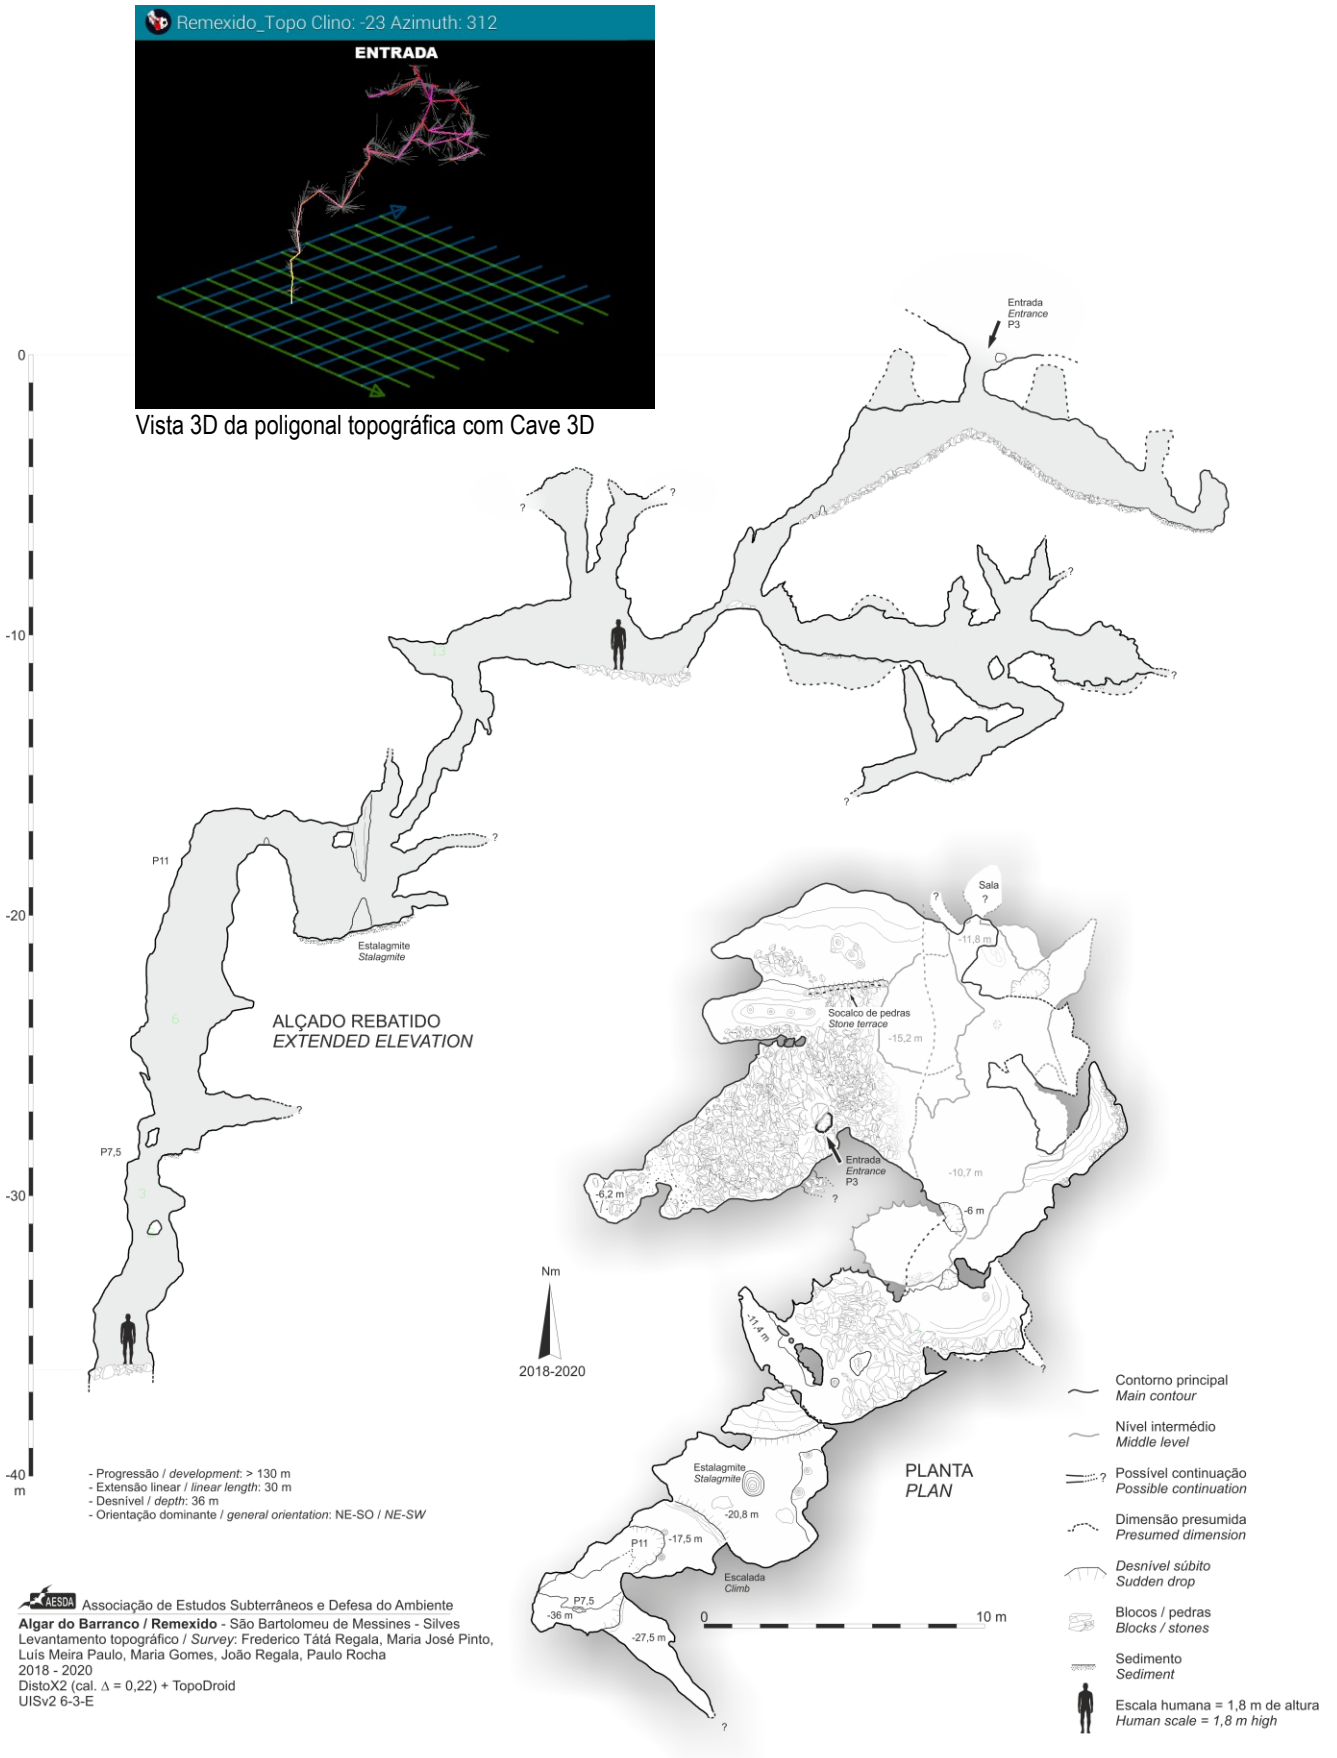 Remexido_Topo Clino: -23 Azimuth: 312
ENTRADA
Vista 3D da poligonal topográfica com Cave 3D
0
-10
-20
-30
-40
m
Entrada
Entrance
P3
?
?
?
?
?
?
13
P11
Estalagmite
Stalagmite
6
ALÇADO REBATIDO
EXTENDED ELEVATION
?
P7,5
3
Sala
?
?
-11,8 m
Socalco de pedras
Stone terrace
-15,2 m
Entrada
Entrance
P3
?
-10,7 m
-6,2 m
-6 m
Nm
2018-2020
-11,4 m
?
Estalagmite
Stalagmite
-20,8 m
-17,5 m
P11
Escalada
Climb
P7,5
-36 m
-27,5 m
?
PLANTA
PLAN
0
10 m
Contorno principal
Main contour
Nível intermédio
Middle level
? Possível continuação
Possible continuation
Dimensão presumida
Presumed dimension
Desnível súbito
Sudden drop
Blocos / pedras
Blocks / stones
Sedimento
Sediment
Escala humana = 1,8 m de altura
Human scale = 1,8 m high
- Progressão / development: > 130 m
- Extensão linear / linear length: 30 m
- Desnível / depth: 36 m
- Orientação dominante / general orientation: NE-SO / NE-SW
AESDA Associação de Estudos Subterrâneos e Defesa do Ambiente
Algar do Barranco / Remexido - São Bartolomeu de Messines - Silves
Levantamento topográfico / Survey: Frederico Tátá Regala, Maria José Pinto,
Luís Meira Paulo, Maria Gomes, João Regala, Paulo Rocha
2018 - 2020
DistoX2 (cal. Δ = 0,22) + TopoDroid
UISv2 6-3-E